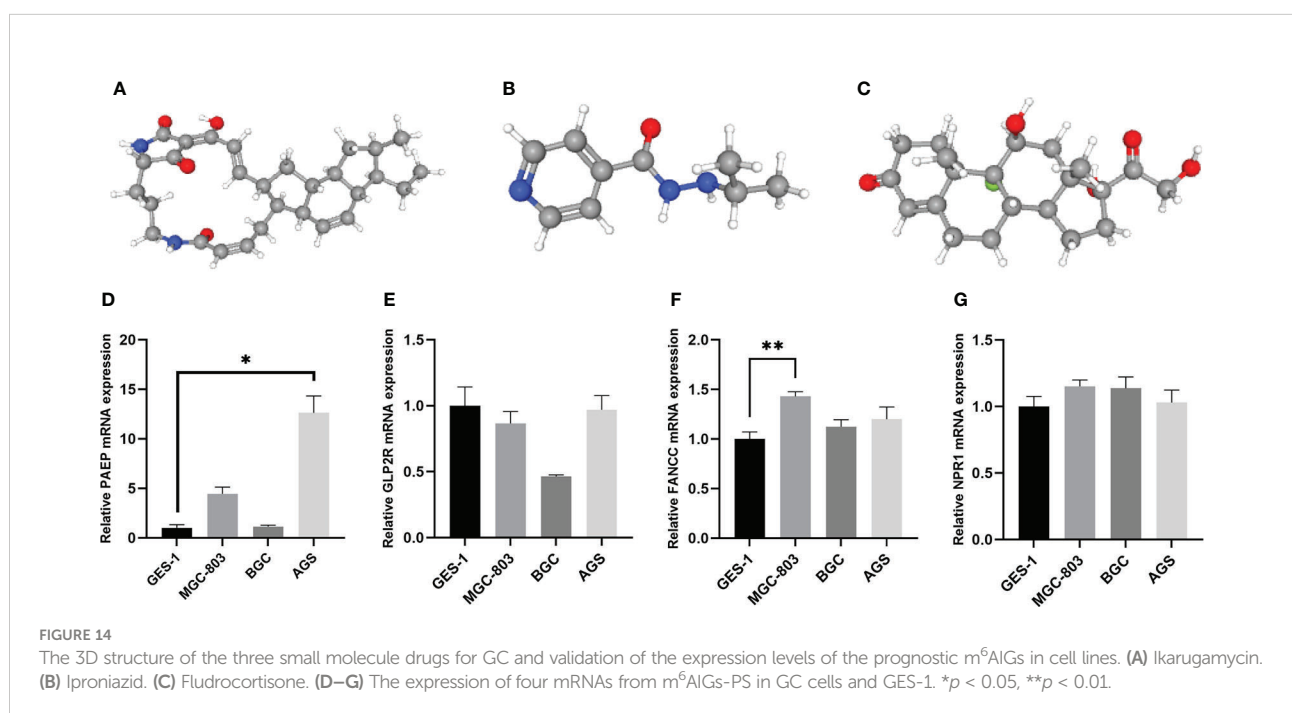 A
B
C
D
E
F
G
Relative PAEP mRNA expression
20
15
10
5
0
*
GES-1
MGC-803
BGC
AGS
Relative GLP2R mRNA expression
1.5
1.0
0.5
0.0
GES-1
MGC-803
BGC
AGS
Relative FANCC mRNA expression
2.0
1.5
1.0
0.5
0.0
**
GES-1
MGC-803
BGC
AGS
Relative NPR1 mRNA expression
1.5
1.0
0.5
0.0
GES-1
MGC-803
BGC
AGS
FIGURE 14
The 3D structure of the three small molecule drugs for GC and validation of the expression levels of the prognostic m⁶AIGs in cell lines. (A) Ikarugamycin.
(B) Iproniazid. (C) Fludrocortisone. (D–G) The expression of four mRNAs from m⁶AIGs-PS in GC cells and GES-1. *p < 0.05, **p < 0.01.